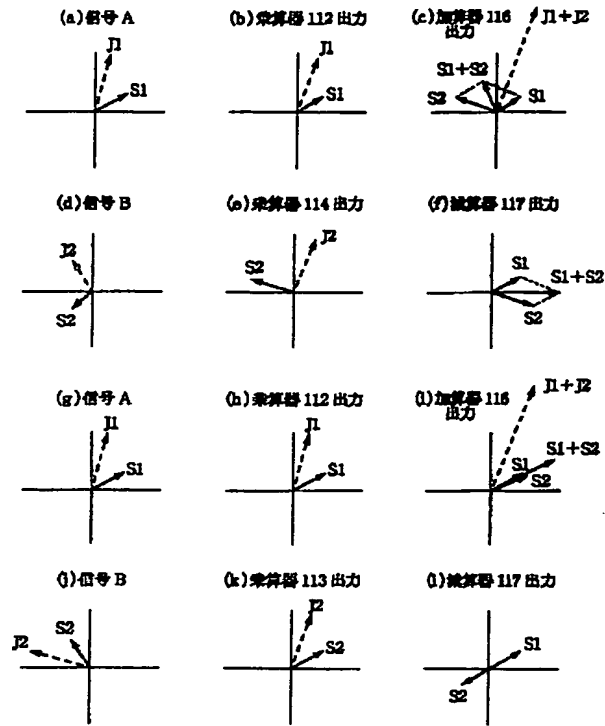 (a)信号 A
(b)乗算器 112 出力
(c)加算器 116
出力
J1
S1
J1
S1
J1+J2
S1+S2
S2
S1
(d)信号 B
(e)乗算器 114 出力
(f)減算器 117 出力
J2
S2
J2
S2
S1
S1+S2
S2
(g)信号 A
(h)乗算器 112 出力
(i)加算器 116
出力
J1
S1
J1
S1
J1+J2
S1+S2
S1
S2
(j)信号 B
(k)乗算器 113 出力
(l)減算器 117 出力
J2
S2
J2
S2
S1
S2